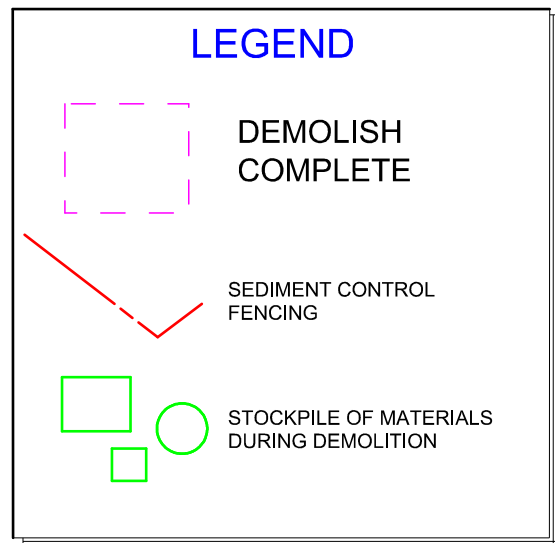 LEGEND
DEMOLISH
COMPLETE
SEDIMENT CONTROL
FENCING
STOCKPILE OF MATERIALS
DURING DEMOLITION